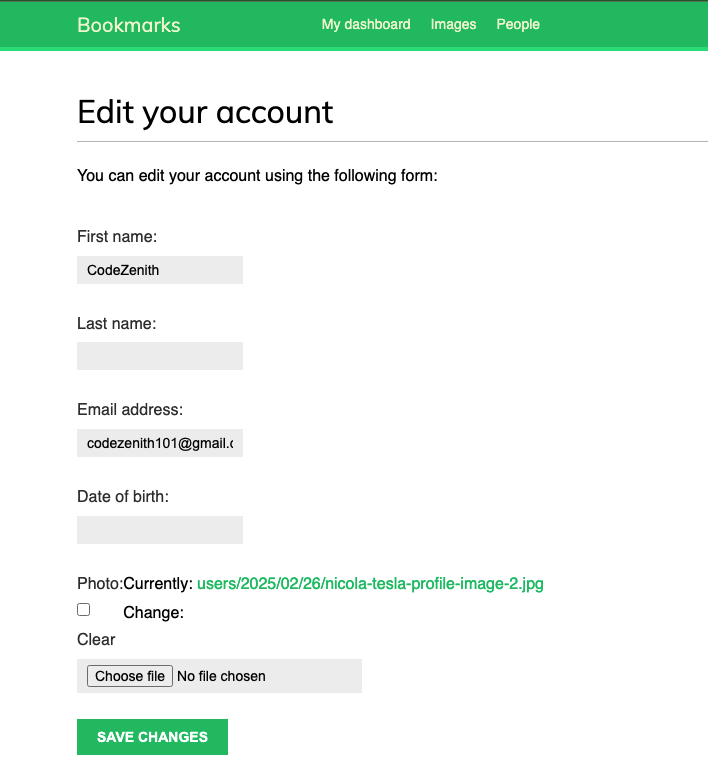 Bookmarks My dashboard Images People
Edit your account
You can edit your account using the following form:
First name:
CodeZenith
Last name:
Email address:
codezenith101@gmail.c
Date of birth:
Photo:Currently: users/2025/02/26/nicola-tesla-profile-image-2.jpg
Change:
Clear
Choose file No file chosen
SAVE CHANGES